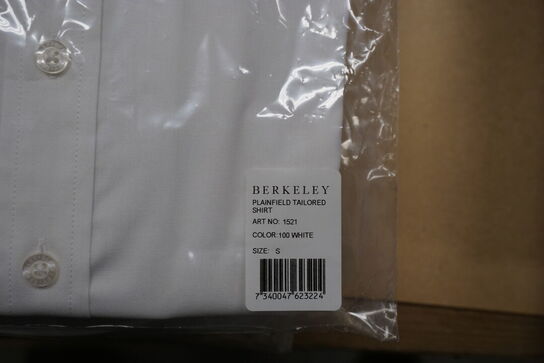 BERKELEY
PLAINFIELD TAILORED
SHIRT
ART NO: 1521
COLOR:100 WHITE
SIZE: S
7 340047 623224